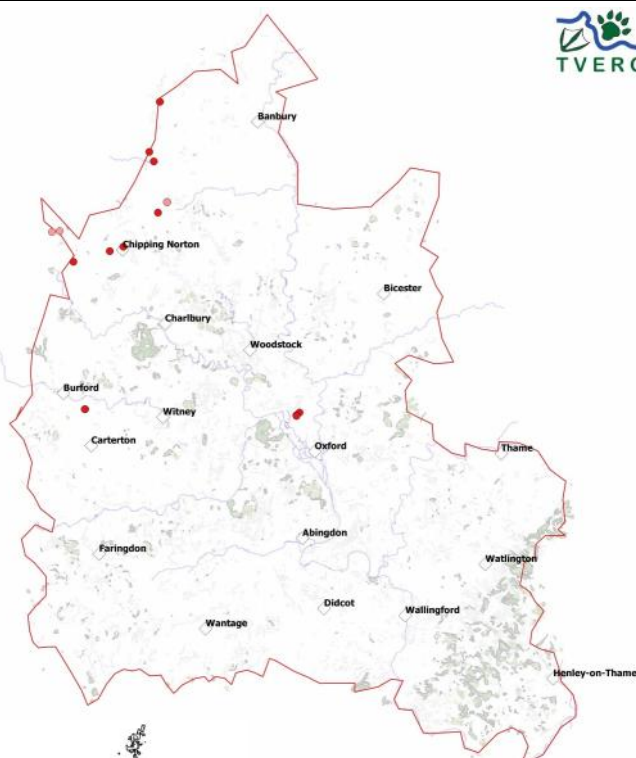 TVERC
Banbury
Chipping Norton
Bicester
Charlbury
Woodstock
Burford
Witney
Carterton
Oxford
Thame
Abingdon
Faringdon
Watlington
Didcot
Wallingford
Wantage
Henley-on-Thame